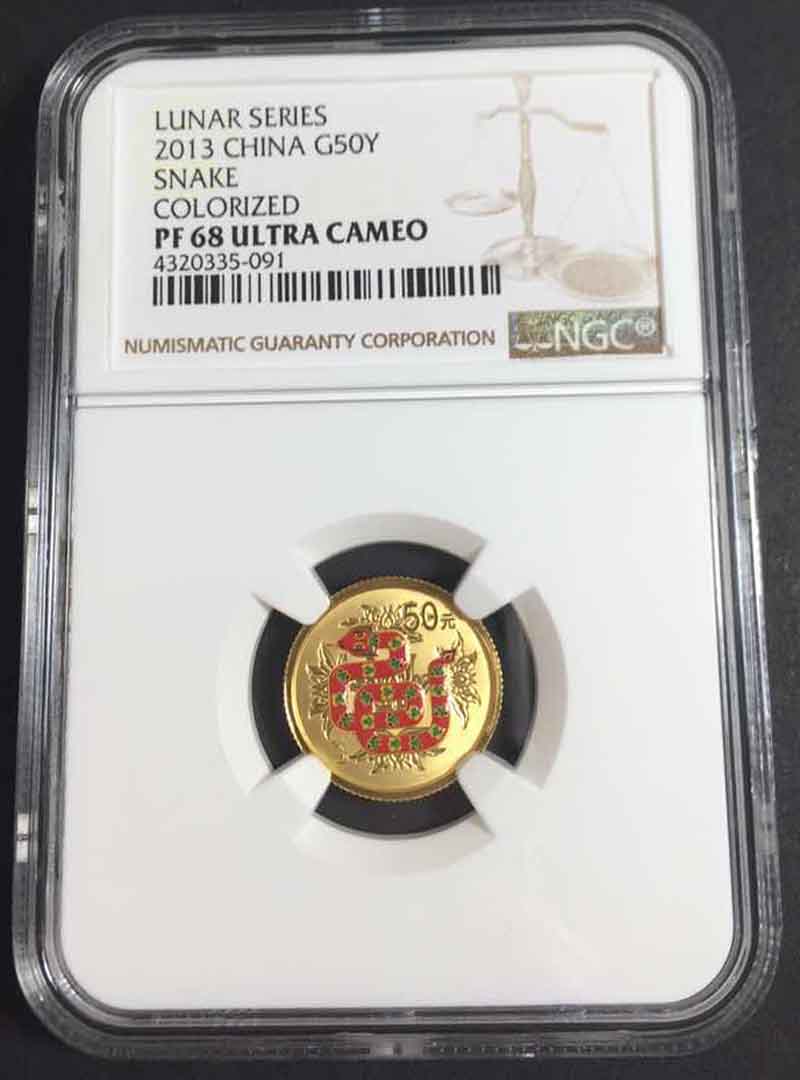 LUNAR SERIES
2013 CHINA G50Y
SNAKE
COLORIZED
PF 68 ULTRA CAMEO
4320335-091
NUMISMATIC GUARANTY CORPORATION
NGC®
50元